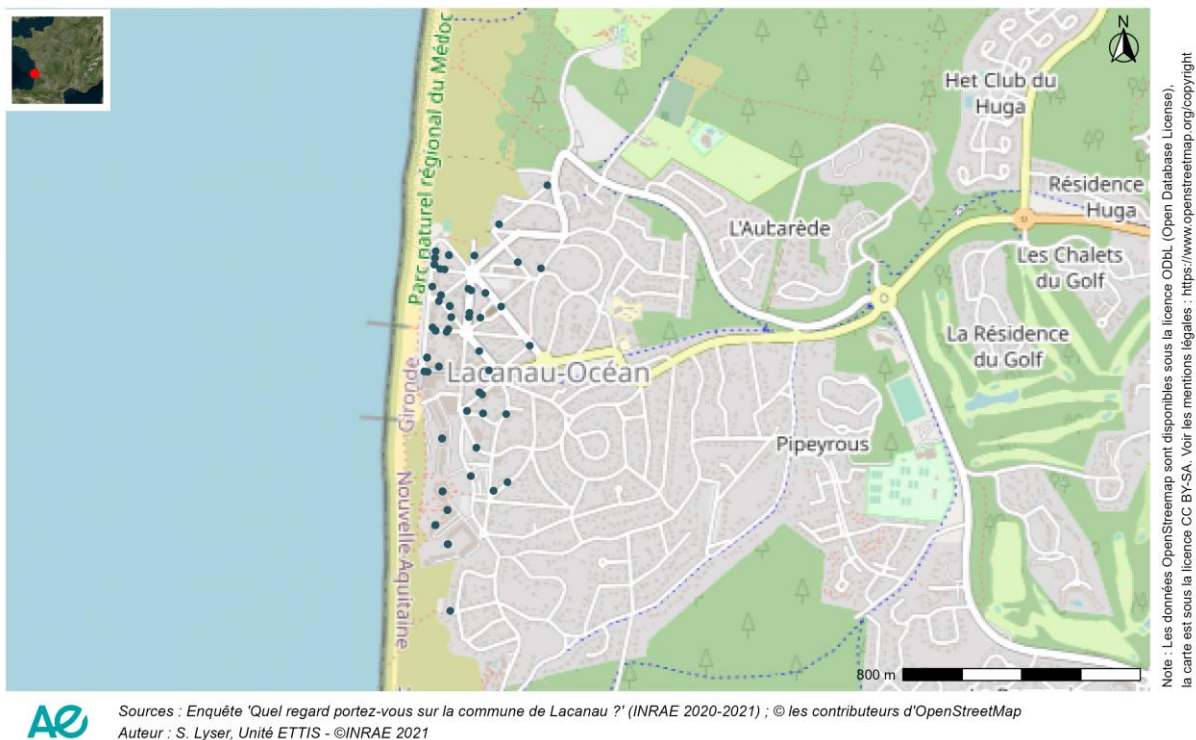 N
Het Club du
Huga
Résidence
Huga
L'Aubarède
Les Chalets
du Golf
La Résidence
du Golf
Lacanau-Océan
Pipeyrous
Parc naturel régional du Médoc
Gironde
Nouvelle-Aquitaine
800 m
Note : Les données OpenStreemap sont disponibles sous la licence ODbL (Open Database License),
la carte est sous la licence CC BY-SA. Voir les mentions légales : https://www.openstreetmap.org/copyright
Æ
Sources : Enquête 'Quel regard portez-vous sur la commune de Lacanau ?' (INRAE 2020-2021) ; © les contributeurs d'OpenStreetMap
Auteur : S. Lyser, Unité ETTIS - ©INRAE 2021